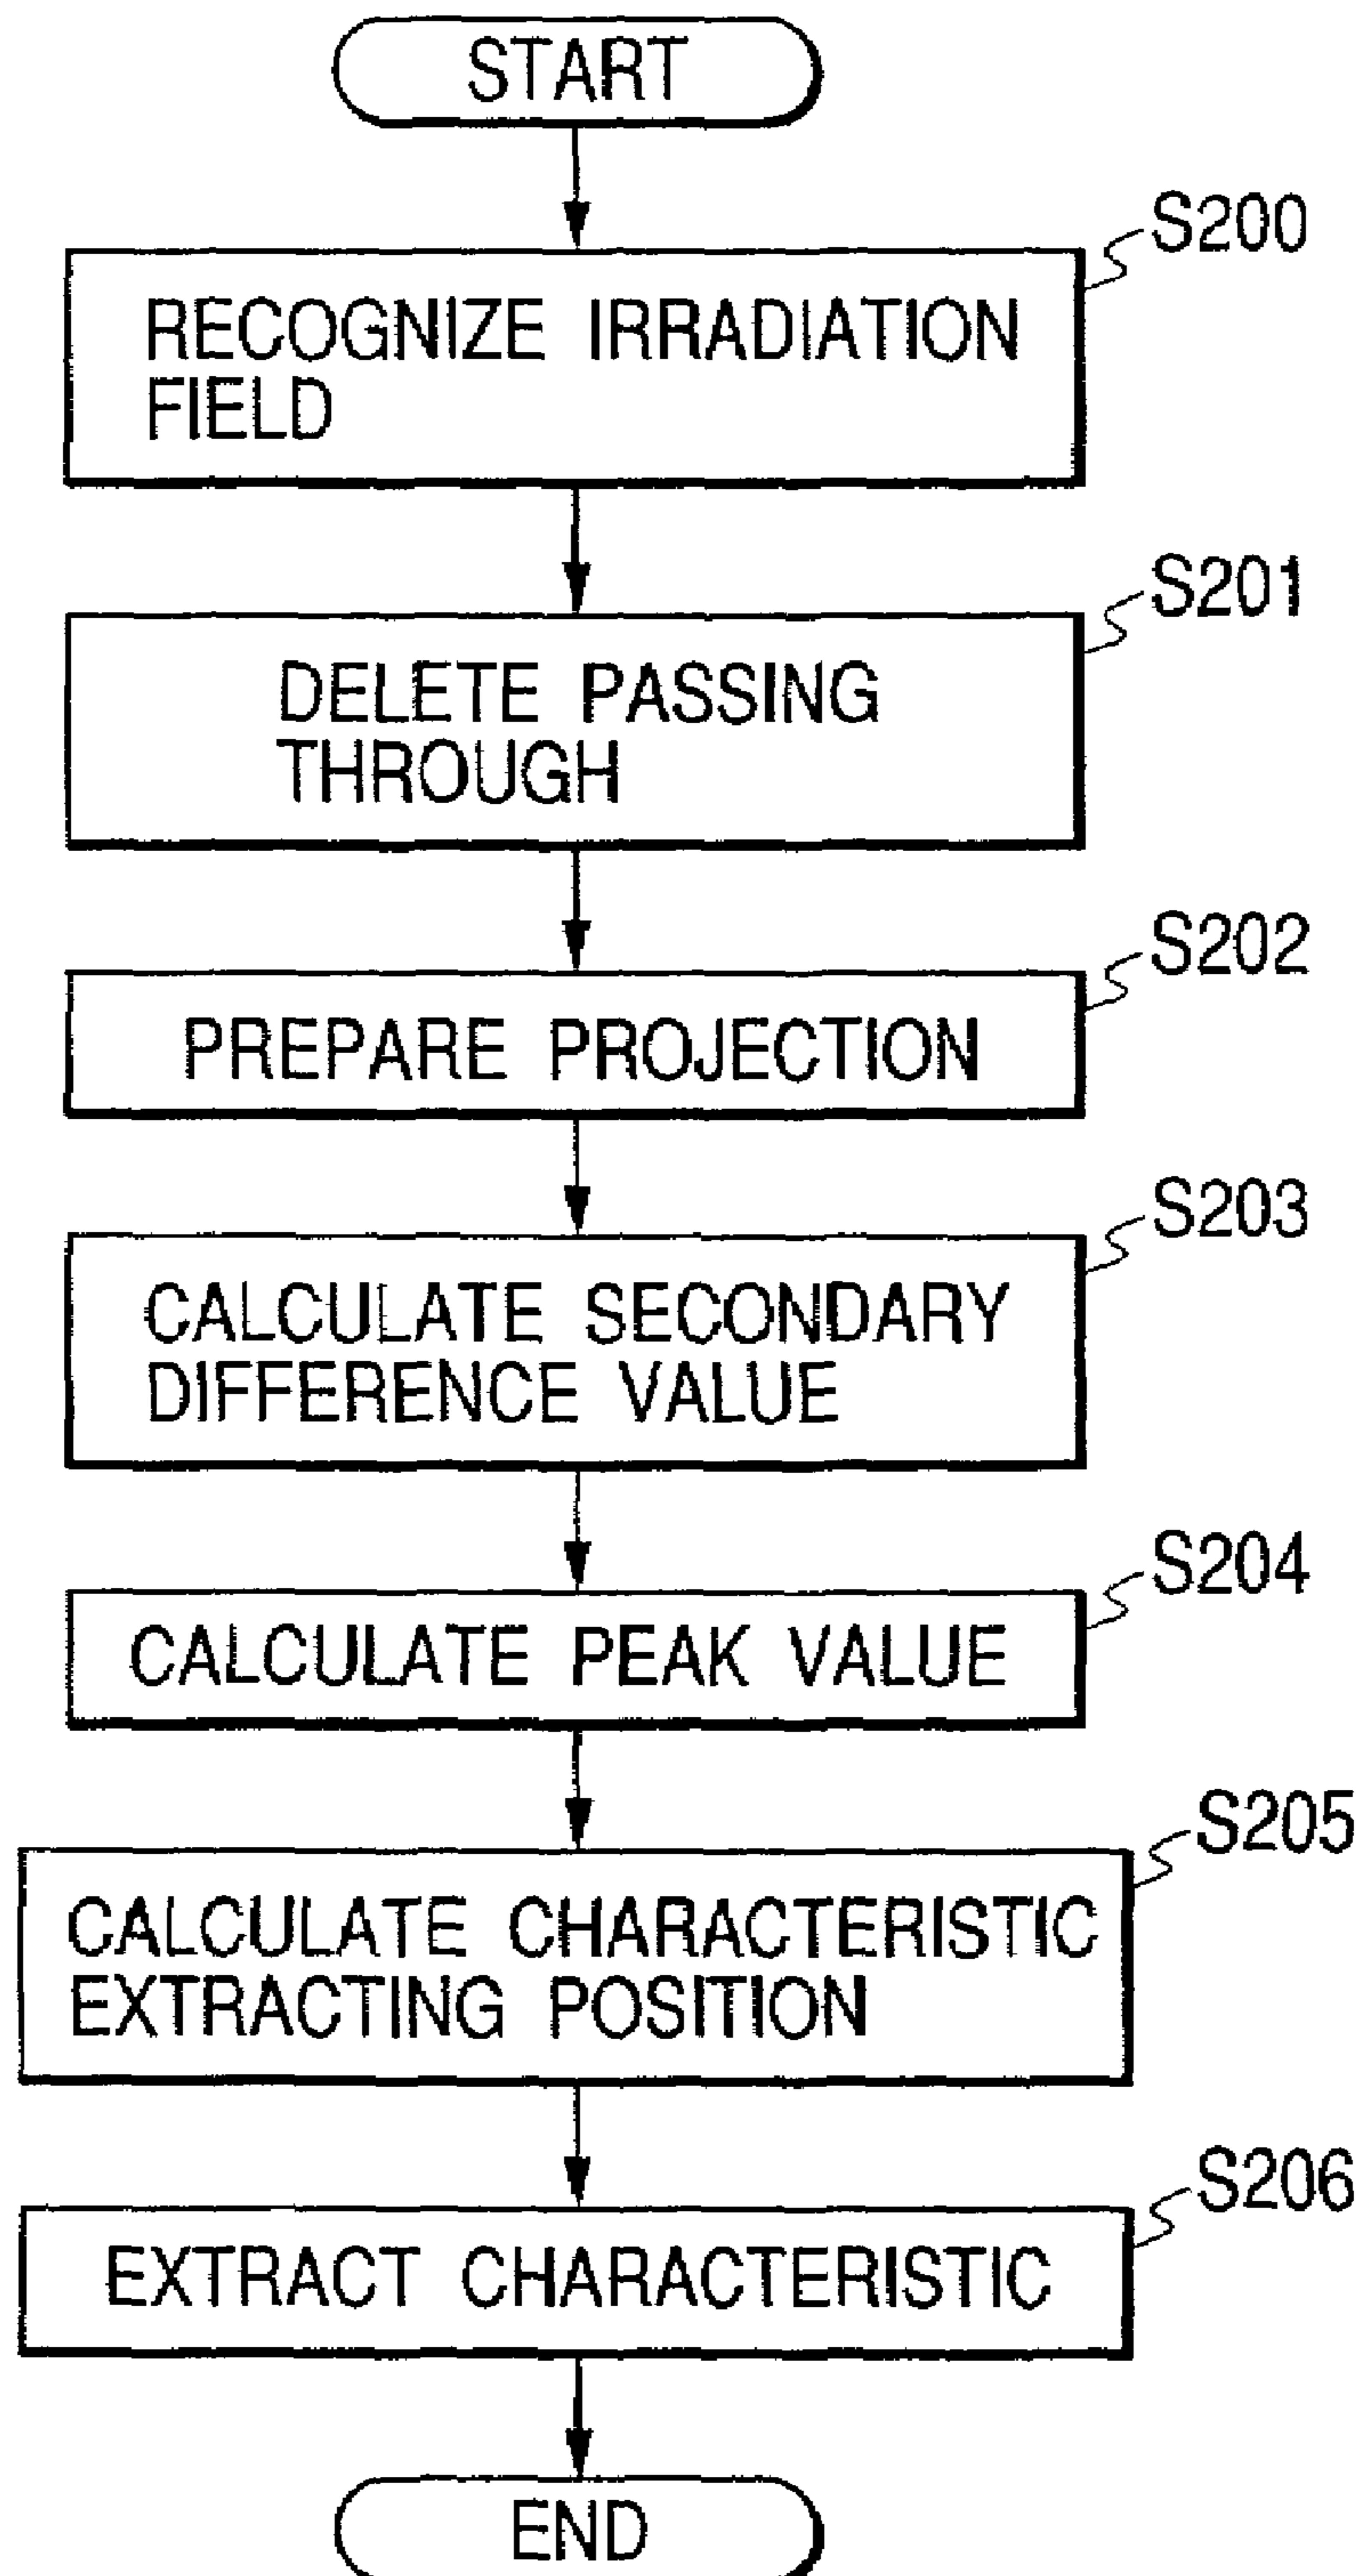 START
S200
RECOGNIZE IRRADIATION
FIELD
S201
DELETE PASSING
THROUGH
S202
PREPARE PROJECTION
S203
CALCULATE SECONDARY
DIFFERENCE VALUE
S204
CALCULATE PEAK VALUE
S205
CALCULATE CHARACTERISTIC
EXTRACTING POSITION
S206
EXTRACT CHARACTERISTIC
END